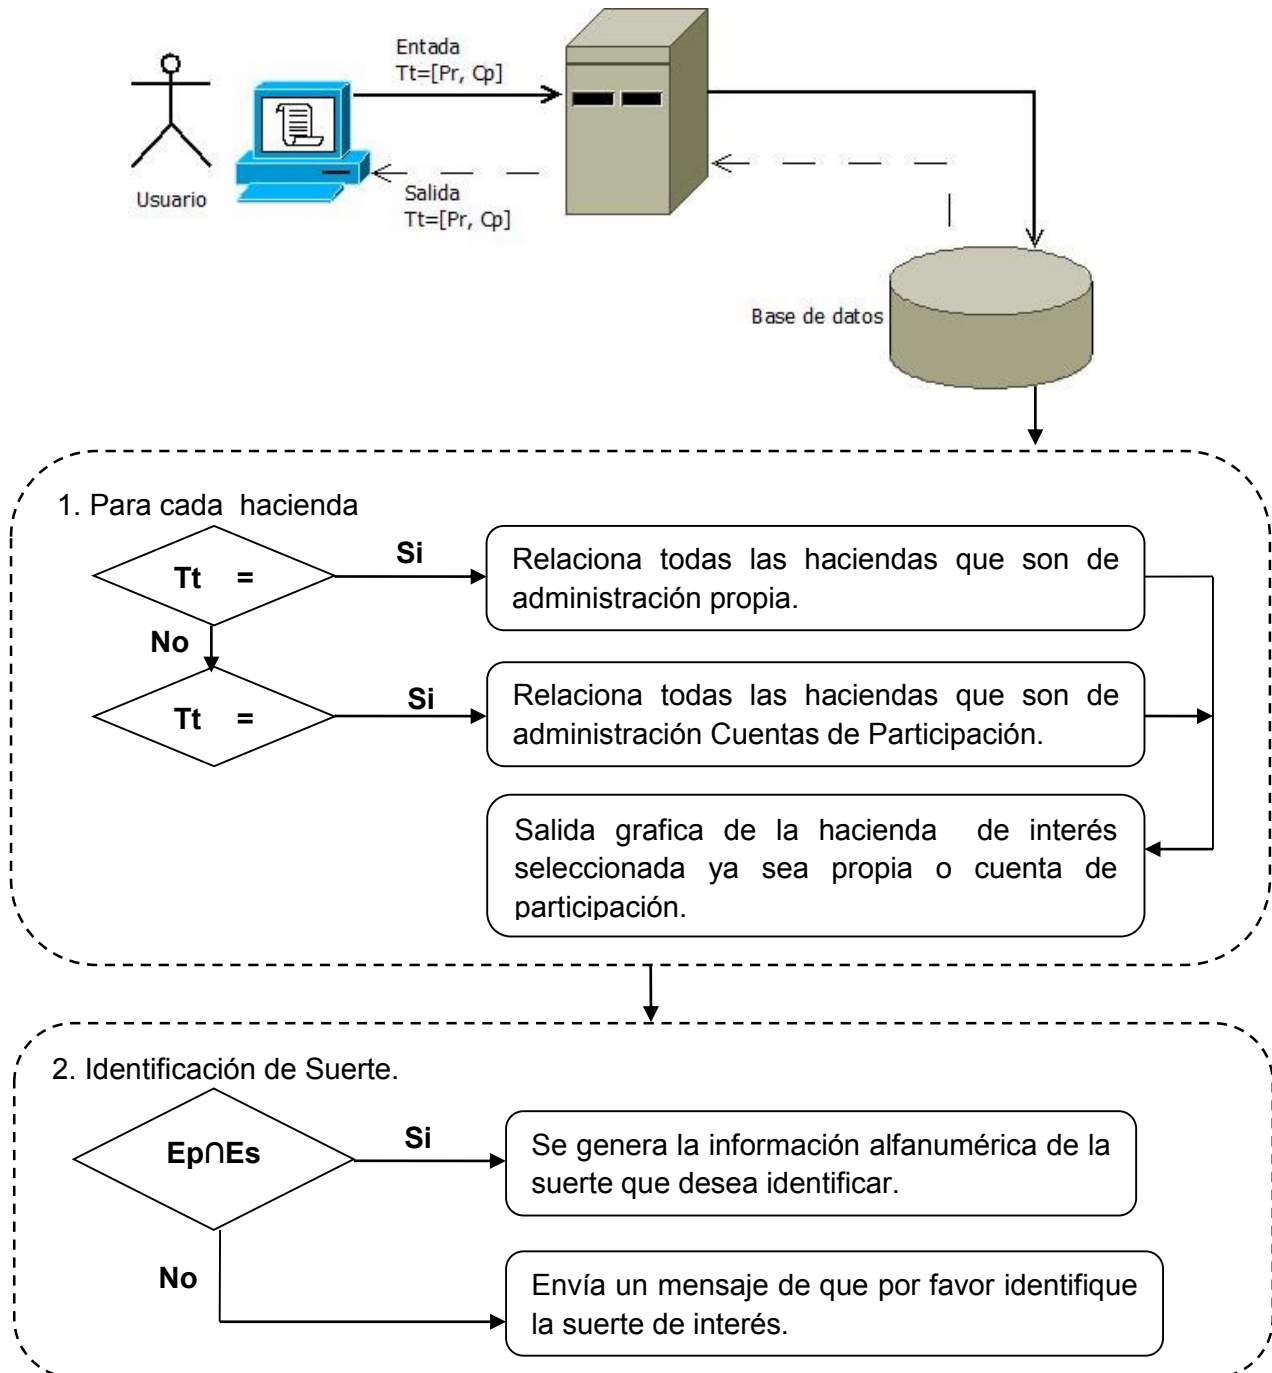 Entada
Tt=[Pr, Cp]
Usuario
Salida
Tt=[Pr, Cp]
Base de datos
1. Para cada hacienda
Tt =
Si
Relaciona todas las haciendas que son de
administración propia.
No
Tt =
Si
Relaciona todas las haciendas que son de
administración Cuentas de Participación.
Salida grafica de la hacienda de interés
seleccionada ya sea propia o cuenta de
participación.
2. Identificación de Suerte.
Ep∩Es
Si
Se genera la información alfanumérica de la
suerte que desea identificar.
No
Envía un mensaje de que por favor identifique
la suerte de interés.